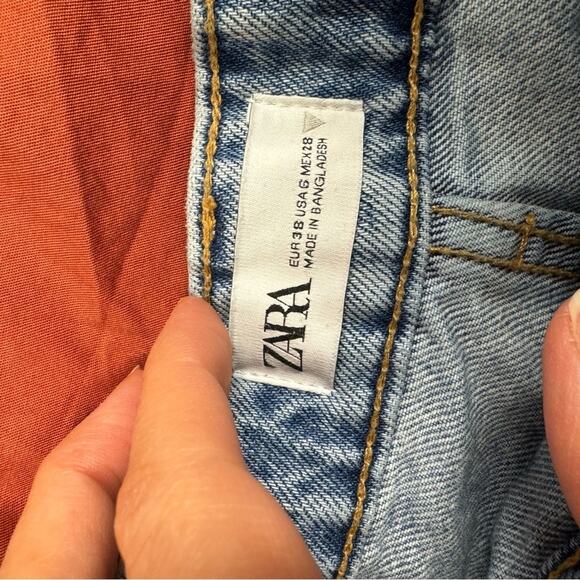 ZARA
EUR 38 USA 6 MEX 28
MADE IN BANGLADESH